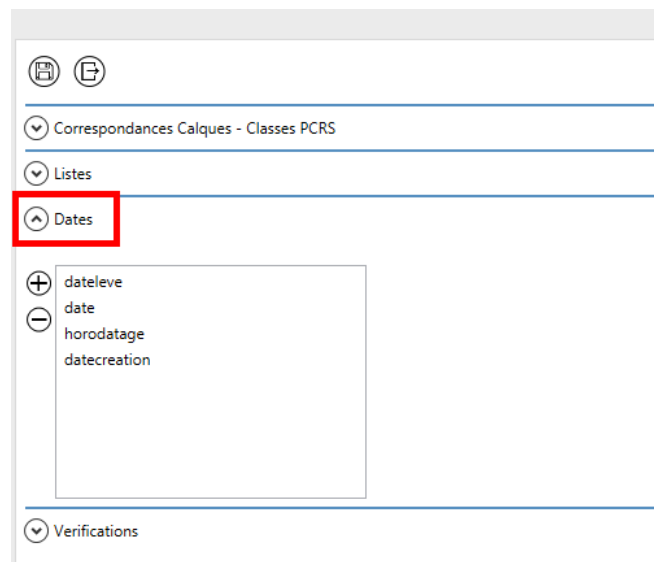 Correspondances Calques - Classes PCRS
Listes
Dates
dateleve
date
horodatage
datecreation
Verifications